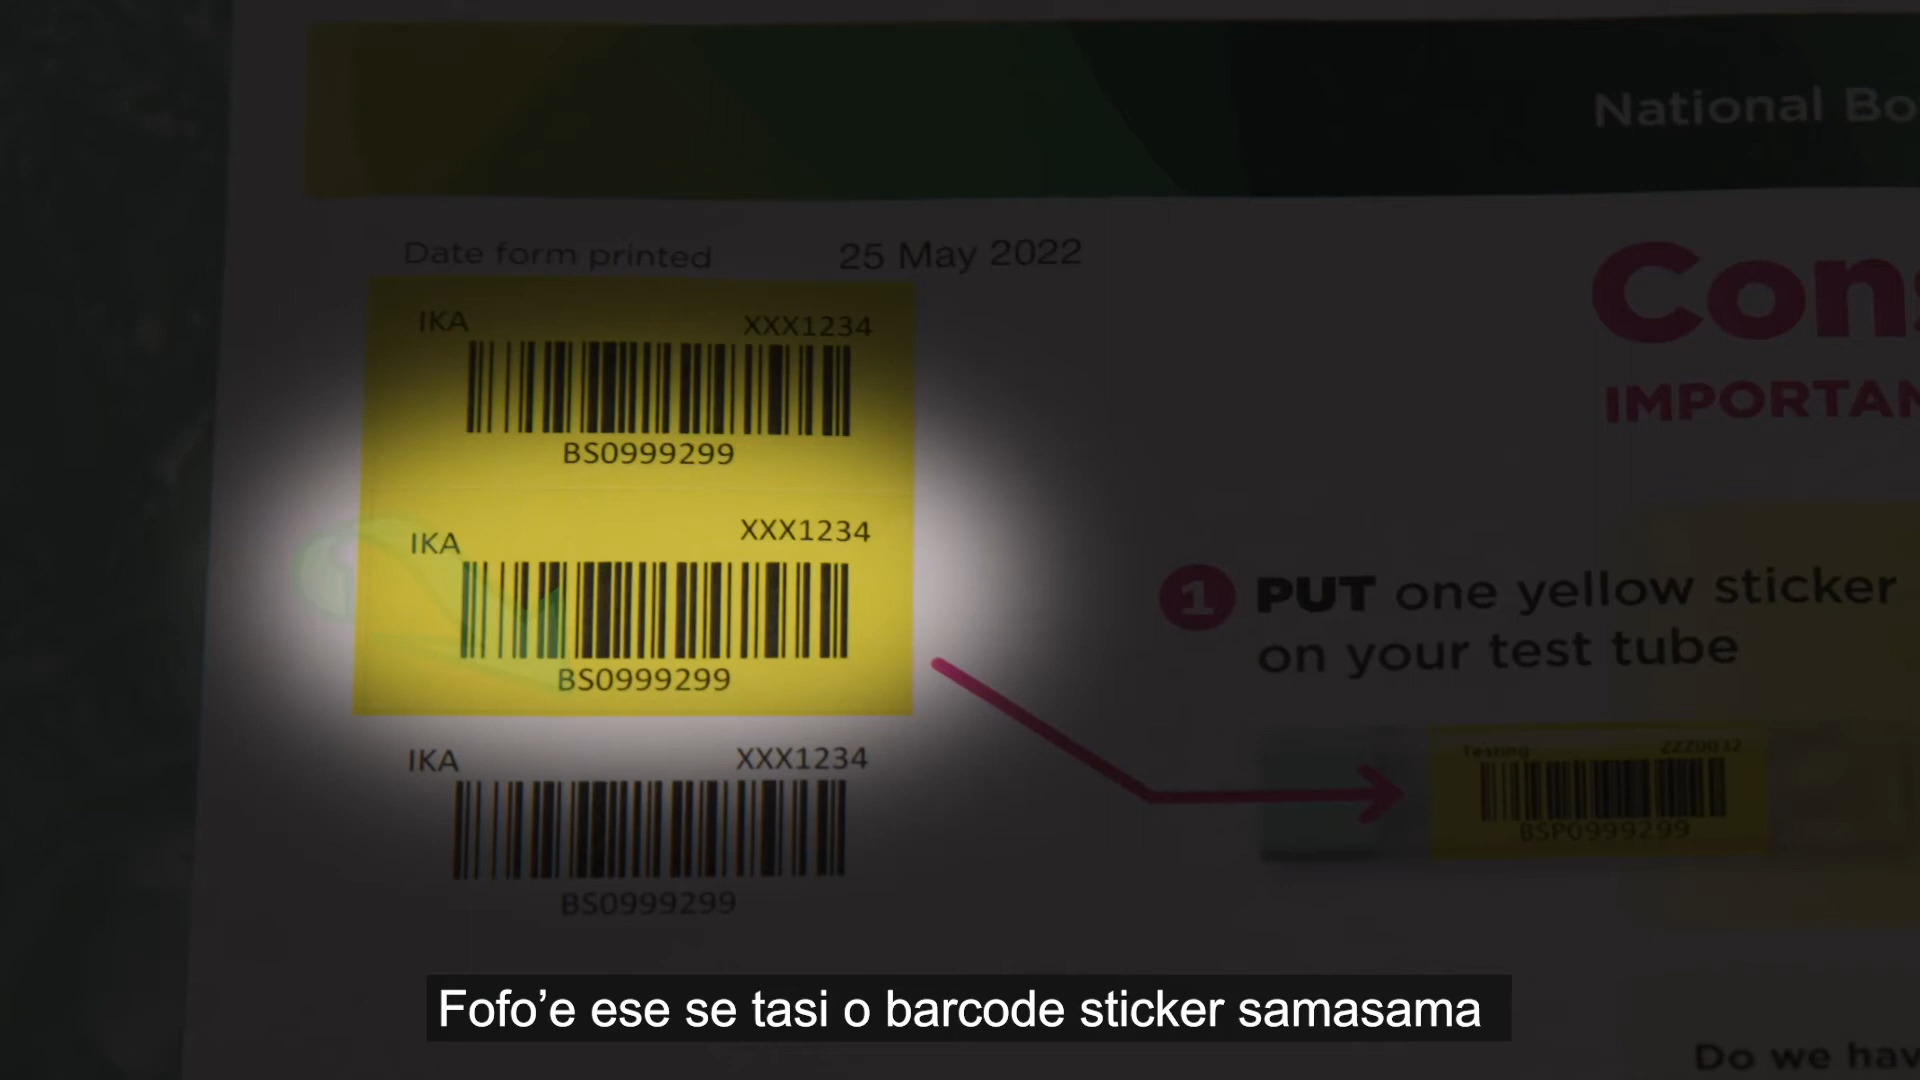 National Bo
Date form printed 25 May 2022
IKA XXX1234
BS0999299
IKA XXX1234
BS0999299
IKA XXX1234
BS0999299
Con
IMPORTAN
1 PUT one yellow sticker
on your test tube
Testing ZZZ0032
BSP0999299
Do we hav
Fofo’e ese se tasi o barcode sticker samasama